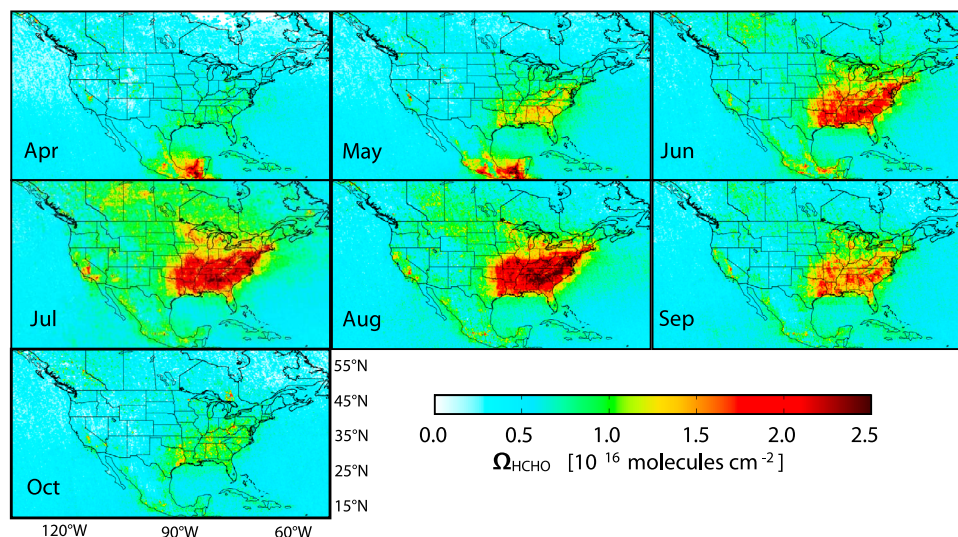 Apr
May
Jun
Jul
Aug
Sep
Oct
55°N
45°N
35°N
25°N
15°N
120°W 90°W 60°W
0.0 0.5 1.0 1.5 2.0 2.5
Ω_HCHO [10 ¹⁶ molecules cm⁻²]